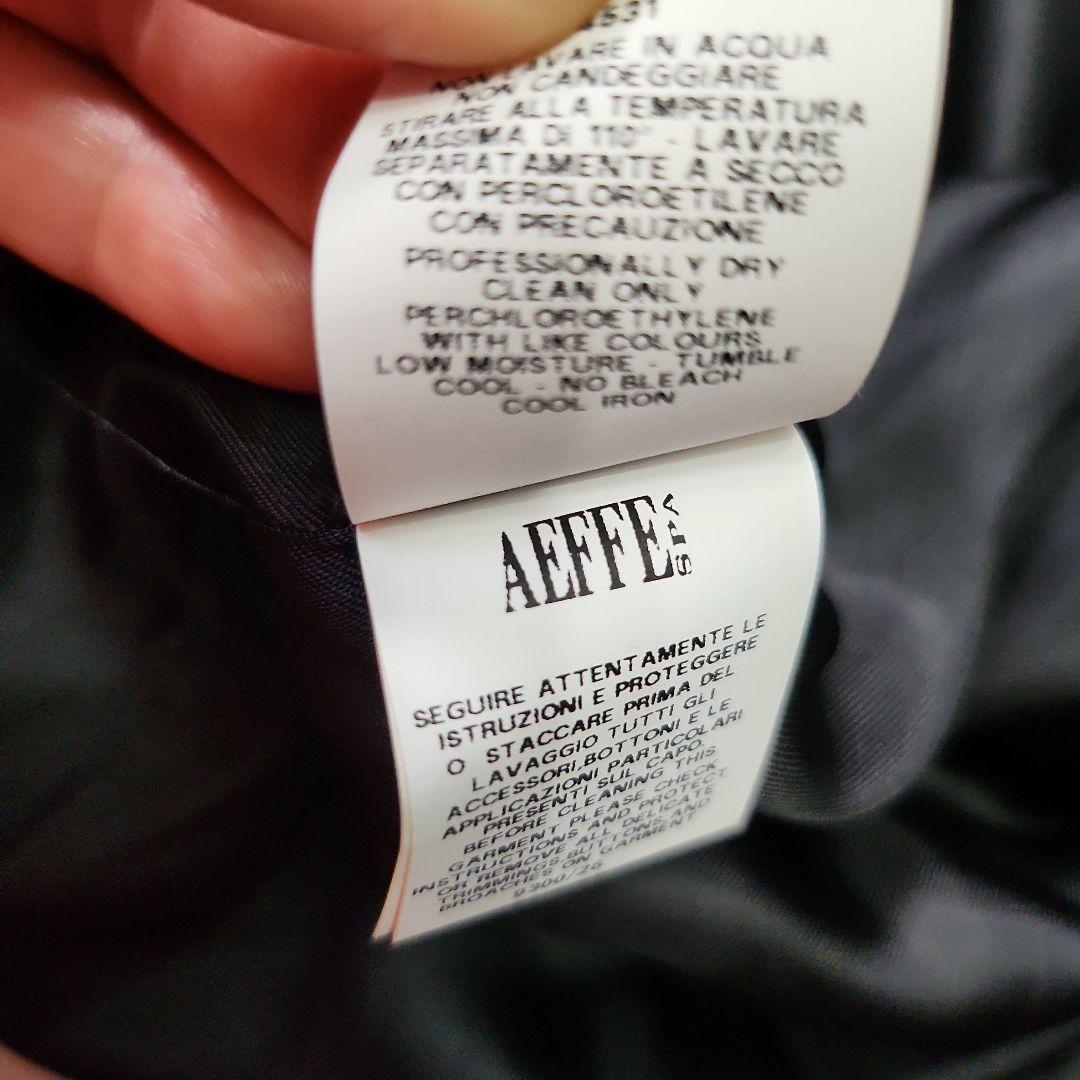 NON LAVARE IN ACQUA
NON CANDEGGIARE
STIRARE ALLA TEMPERATURA
MASSIMA DI 110° - LAVARE
SEPARATAMENTE A SECCO
CON PERCLOROETILENE
CON PRECAUZIONE
PROFESSIONALLY DRY
CLEAN ONLY
PERCHLOROETHYLENE
WITH LIKE COLOURS
LOW MOISTURE - TUMBLE
COOL - NO BLEACH
COOL IRON
AEFFE SPA
SEGUIRE ATTENTAMENTE LE
ISTRUZIONI E PROTEGGERE
O STACCARE PRIMA DEL
LAVAGGIO TUTTI GLI
ACCESSORI,BOTTONI E LE
APPLICAZIONI PARTICOLARI
PRESENTI SUL CAPO.
BEFORE CLEANING THIS
GARMENT PLEASE CHECK
INSTRUCTIONS AND PROTECT
OR REMOVE ALL DELICATE
TRIMMINGS,BUTTONS,AND
BROACHES ON GARMENT
9300/26